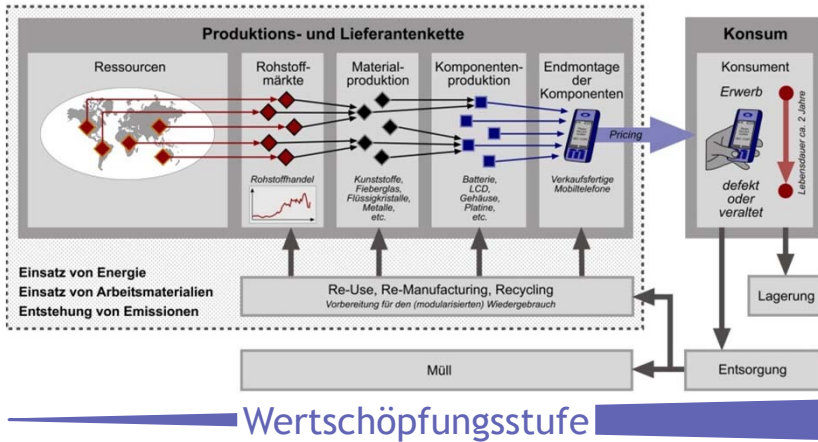 Produktions- und Lieferantenkette
Ressourcen
Rohstoff-
märkte
Rohstoffhandel
Material-
produktion
Kunststoffe,
Fieberglas,
Flüssigkristalle,
Metalle,
etc.
Komponenten-
produktion
Batterie,
LCD,
Gehäuse,
Platine,
etc.
Endmontage
der
Komponenten
Verkaufsfertige
Mobiltelefone
Pricing
Konsum
Konsument
Erwerb
defekt
oder
veraltet
Lebensdauer ca. 2 Jahre
Einsatz von Energie
Einsatz von Arbeitsmaterialien
Entstehung von Emissionen
Re-Use, Re-Manufacturing, Recycling
Vorbereitung für den (modularisierten) Wiedergebrauch
Lagerung
Müll
Entsorgung
Wertschöpfungsstufe